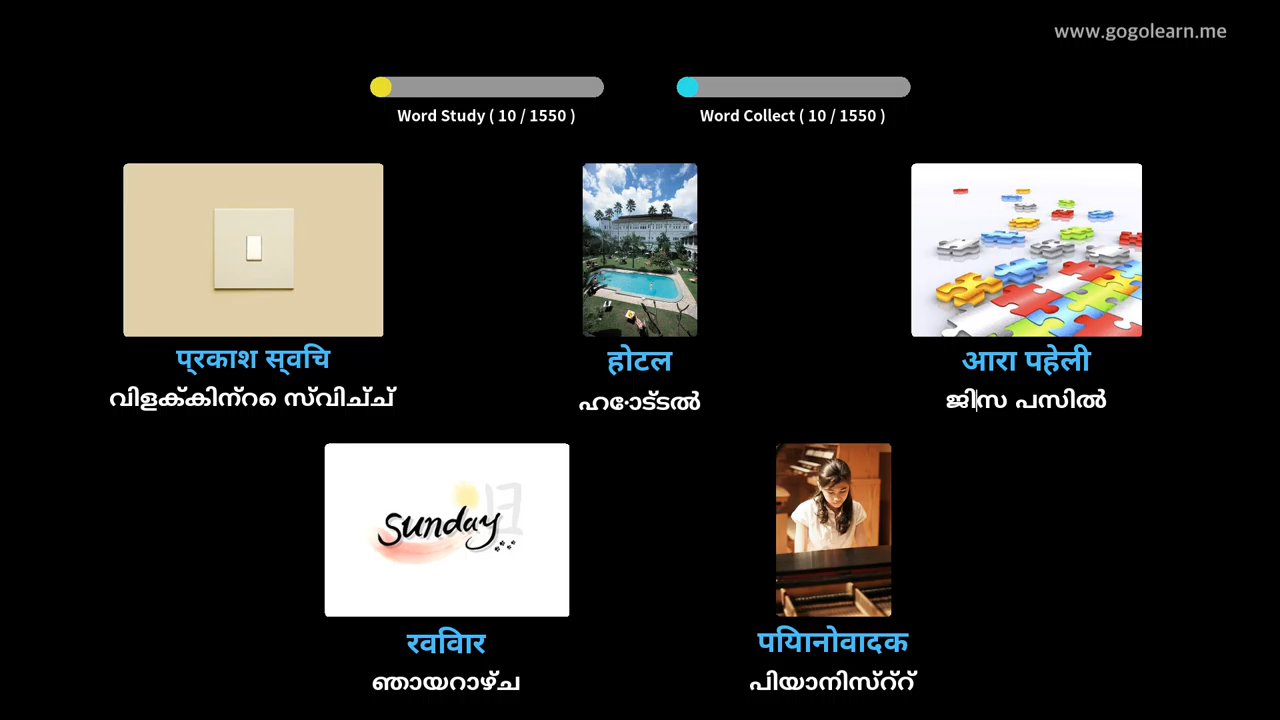 www.gogolearn.me
Word Study ( 10 / 1550 )
Word Collect ( 10 / 1550 )
प्रकाश स्वचि
होटल
आरा पहेली
വിളക്കിന്റെ സ്വിച്ച്
ഹോട്ടൽ
ജിസ പസിൽ
Sunday 日
रविवार
पियानोवादक
ഞായറാഴ്ച
പിയാനിസ്റ്റ്